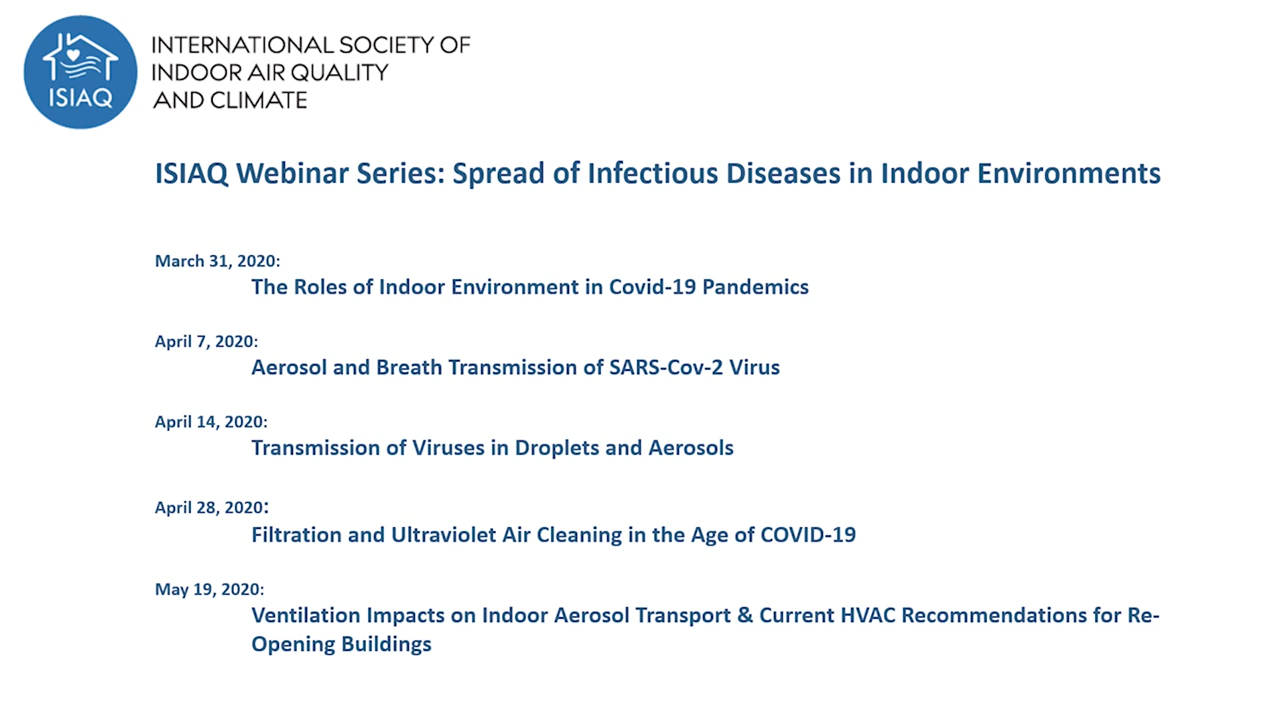 ISIAQ
INTERNATIONAL SOCIETY OF
INDOOR AIR QUALITY
AND CLIMATE
ISIAQ Webinar Series: Spread of Infectious Diseases in Indoor Environments
March 31, 2020:
The Roles of Indoor Environment in Covid-19 Pandemics
April 7, 2020:
Aerosol and Breath Transmission of SARS-Cov-2 Virus
April 14, 2020:
Transmission of Viruses in Droplets and Aerosols
April 28, 2020:
Filtration and Ultraviolet Air Cleaning in the Age of COVID-19
May 19, 2020:
Ventilation Impacts on Indoor Aerosol Transport & Current HVAC Recommendations for Re-
Opening Buildings